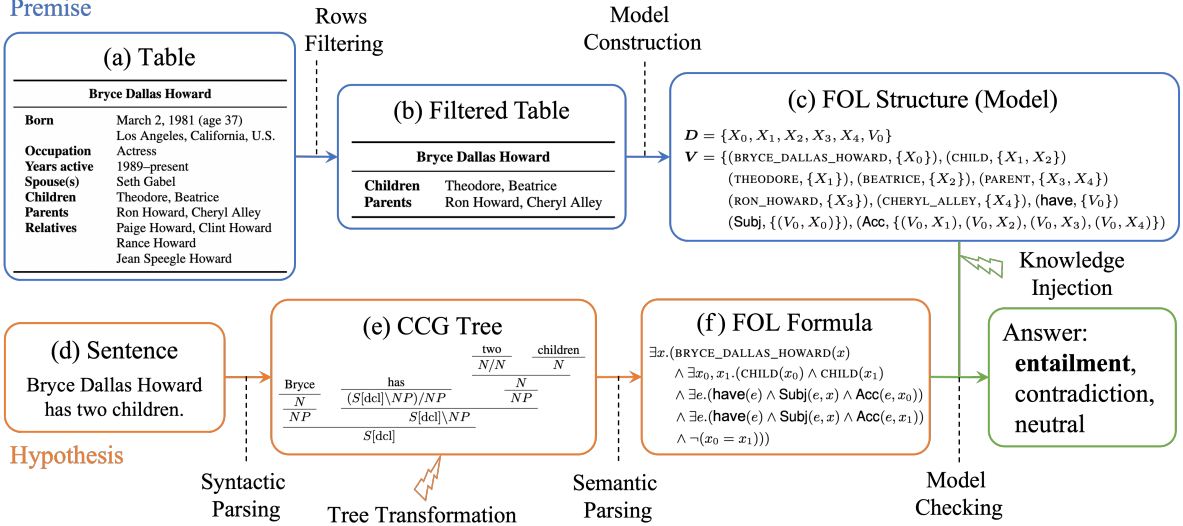 Premise
Rows
Filtering
Model
Construction
(a) Table
Bryce Dallas Howard
Born March 2, 1981 (age 37)
Los Angeles, California, U.S.
Occupation Actress
Years active 1989–present
Spouse(s) Seth Gabel
Children Theodore, Beatrice
Parents Ron Howard, Cheryl Alley
Relatives Paige Howard, Clint Howard
Rance Howard
Jean Speegle Howard
(b) Filtered Table
Bryce Dallas Howard
Children Theodore, Beatrice
Parents Ron Howard, Cheryl Alley
(c) FOL Structure (Model)
D = {X₀, X₁, X₂, X₃, X₄, V₀}
V = {(BRYCE_DALLAS_HOWARD, {X₀}), (CHILD, {X₁, X₂})
(THEODORE, {X₁}), (BEATRICE, {X₂}), (PARENT, {X₃, X₄})
(RON_HOWARD, {X₃}), (CHERYL_ALLEY, {X₄}), (have, {V₀})
(Subj, {(V₀, X₀)}), (Acc, {(V₀, X₁), (V₀, X₂), (V₀, X₃), (V₀, X₄)})}
Knowledge
Injection
(d) Sentence
Bryce Dallas Howard
has two children.
Hypothesis
Syntactic
Parsing
(e) CCG Tree
two children
N/N N
Bryce has N
N (S[dcl]\NP)/NP NP
NP S[dcl]\NP
S[dcl]
Tree Transformation
Semantic
Parsing
(f) FOL Formula
∃x.(BRYCE_DALLAS_HOWARD(x)
∧ ∃x₀, x₁.(CHILD(x₀) ∧ CHILD(x₁)
∧ ∃e.(have(e) ∧ Subj(e, x) ∧ Acc(e, x₀))
∧ ∃e.(have(e) ∧ Subj(e, x) ∧ Acc(e, x₁))
∧ ¬(x₀ = x₁)))
Model
Checking
Answer:
entailment,
contradiction,
neutral